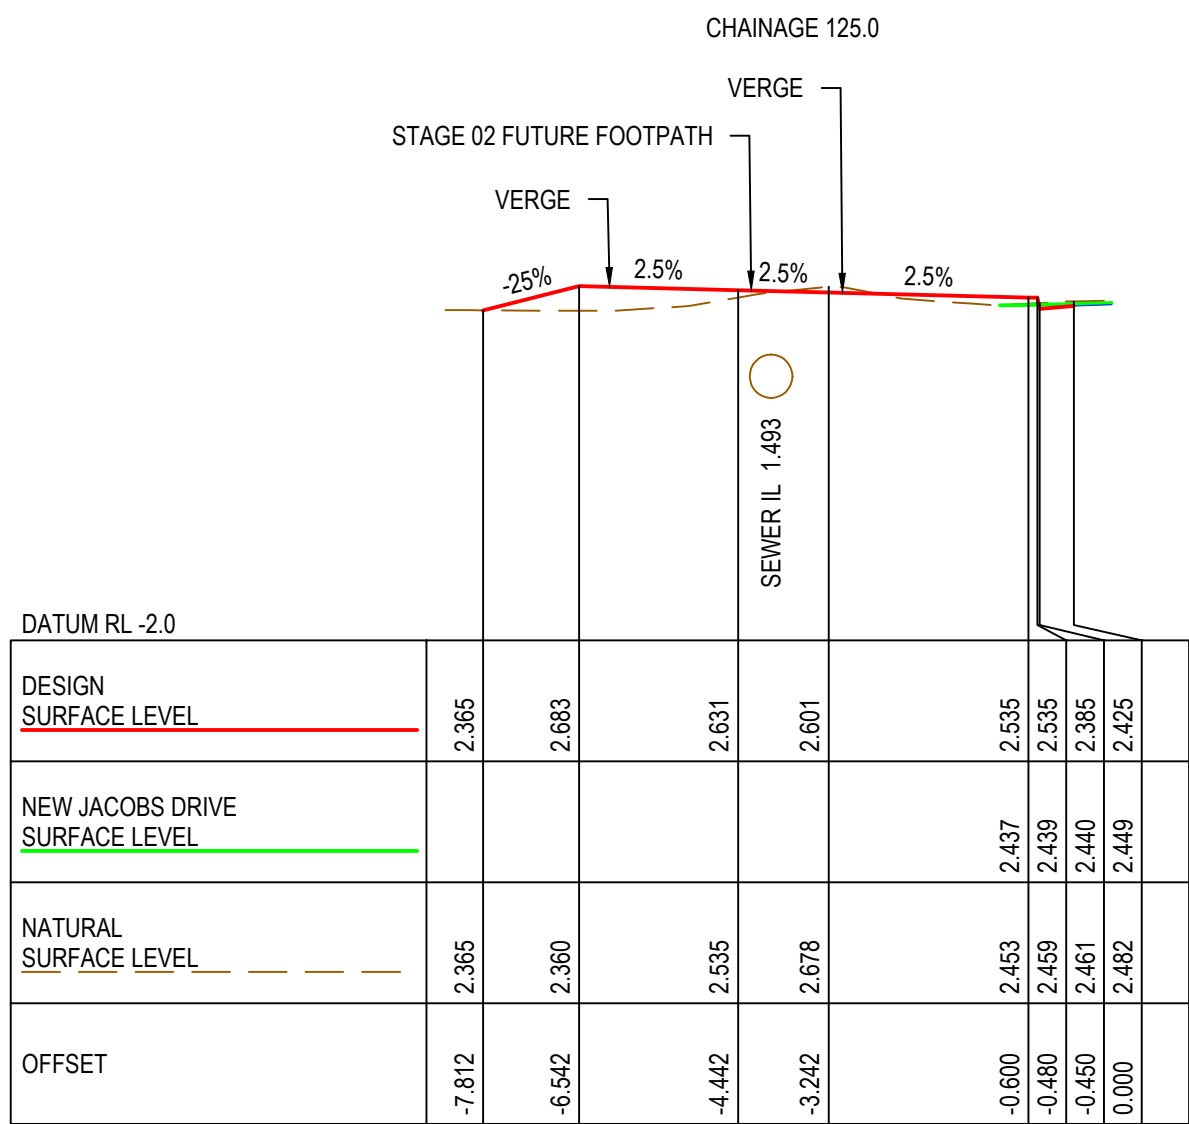 CHAINAGE 125.0
VERGE
STAGE 02 FUTURE FOOTPATH
VERGE
-25%
2.5%
2.5%
2.5%
SEWER IL 1.493
DATUM RL -2.0
DESIGN
SURFACE LEVEL
2.365 2.683 2.631 2.601 2.535 2.535 2.385 2.425
NEW JACOBS DRIVE
SURFACE LEVEL
2.437 2.439 2.440 2.449
NATURAL
SURFACE LEVEL
2.365 2.360 2.535 2.678 2.453 2.459 2.461 2.482
OFFSET
-7.812 -6.542 -4.442 -3.242 -0.600 -0.480 -0.450 0.000